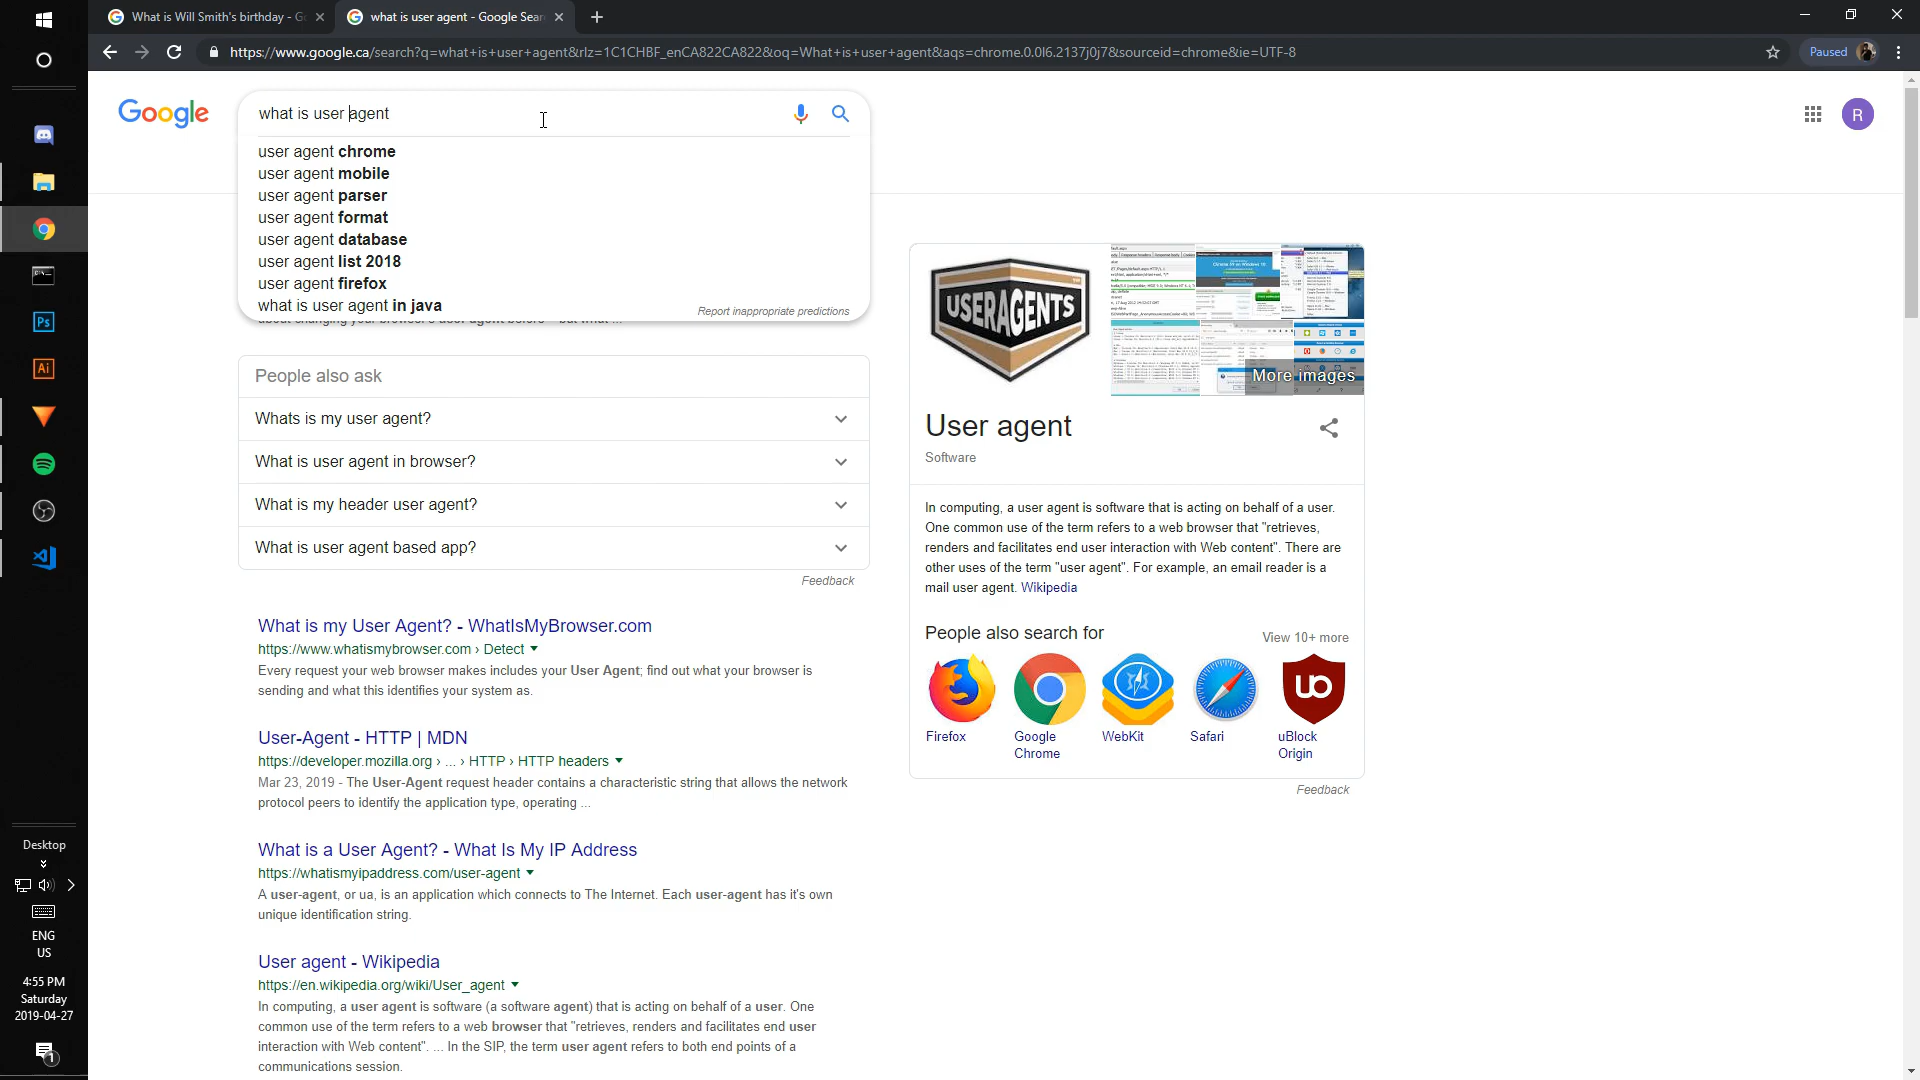 What is Will Smith's birthday - G
what is user agent - Google Sear
https://www.google.ca/search?q=what+is+user+agent&rlz=1C1CHBF_enCA822CA822&oq=What+is+user+agent&aqs=chrome.0.0l6.2137j0j7&sourceid=chrome&ie=UTF-8
Paused
Google
what is user agent
R
user agent chrome
user agent mobile
user agent parser
user agent format
user agent database
user agent list 2018
user agent firefox
what is user agent in java
Report inappropriate predictions
about changing your browser's user agent before - but what ...
People also ask
Whats is my user agent?
What is user agent in browser?
What is my header user agent?
What is user agent based app?
Feedback
What is my User Agent? - WhatIsMyBrowser.com
https://www.whatismybrowser.com › Detect
Every request your web browser makes includes your User Agent; find out what your browser is
sending and what this identifies your system as.
User-Agent - HTTP | MDN
https://developer.mozilla.org › ... › HTTP › HTTP headers
Mar 23, 2019 - The User-Agent request header contains a characteristic string that allows the network
protocol peers to identify the application type, operating ...
What is a User Agent? - What Is My IP Address
https://whatismyipaddress.com/user-agent
A user-agent, or ua, is an application which connects to The Internet. Each user-agent has it's own
unique identification string.
User agent - Wikipedia
https://en.wikipedia.org/wiki/User_agent
In computing, a user agent is software (a software agent) that is acting on behalf of a user. One
common use of the term refers to a web browser that "retrieves, renders and facilitates end user
interaction with Web content". ... In the SIP, the term user agent refers to both end points of a
communications session.
USERAGENTS
More images
User agent
Software
In computing, a user agent is software that is acting on behalf of a user.
One common use of the term refers to a web browser that "retrieves,
renders and facilitates end user interaction with Web content". There are
other uses of the term "user agent". For example, an email reader is a
mail user agent. Wikipedia
People also search for
View 10+ more
Firefox
Google
Chrome
WebKit
Safari
uBlock
Origin
Feedback
Ps
Ai
Desktop
ENG
US
4:55 PM
Saturday
2019-04-27
1